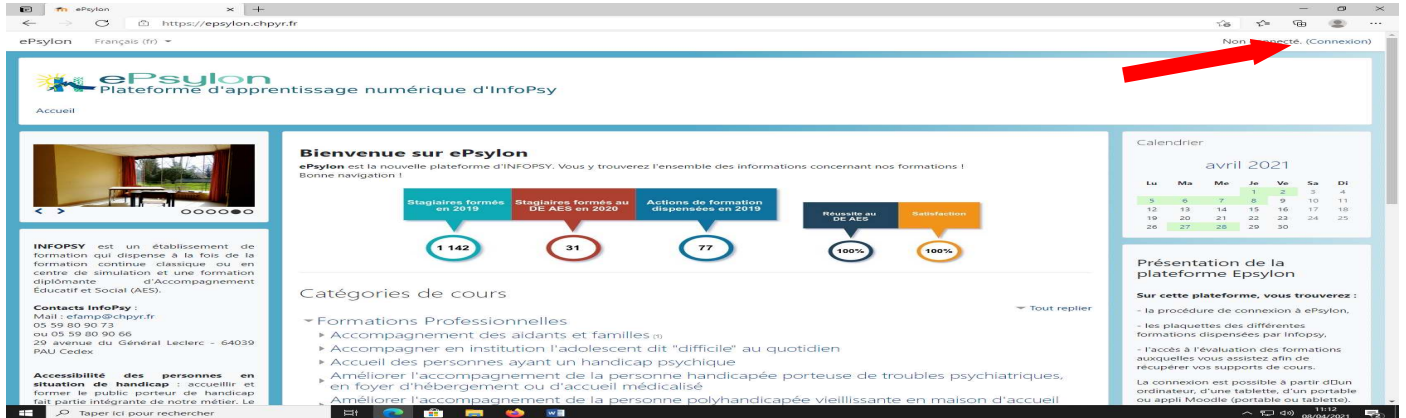 ePsylon
https://epsylon.chpyr.fr
ePsylon Français (fr)
Non connecté. (Connexion)
ePsylon
Plateforme d'apprentissage numérique d'InfoPsy
Accueil
INFOPSY est un établissement de
formation qui dispense à la fois de la
formation continue classique ou en
centre de simulation et une formation
diplômante d'Accompagnement
Éducatif et Social (AES).
Contacts InfoPsy :
Mail : efamp@chpyr.fr
05 59 80 90 73
ou 05 59 80 90 66
29 avenue du Général Leclerc - 64039
PAU Cedex
Accessibilité des personnes en
situation de handicap : accueillir et
former le public porteur de handicap
fait partie intégrante de notre métier. Le
Bienvenue sur ePsylon
ePsylon est la nouvelle plateforme d'INFOPSY. Vous y trouverez l'ensemble des informations concernant nos formations !
Bonne navigation !
Stagiaires formés
en 2019
1 142
Stagiaires formés au
DE AES en 2020
31
Actions de formation
dispensées en 2019
77
Réussite au
DE AES
100%
Satisfaction
100%
Catégories de cours
Tout replier
Formations Professionnelles
Accompagnement des aidants et familles (1)
Accompagner en institution l'adolescent dit "difficile" au quotidien
Accueil des personnes ayant un handicap psychique
Améliorer l'accompagnement de la personne handicapée porteuse de troubles psychiatriques,
en foyer d'hébergement ou d'accueil médicalisé
Améliorer l'accompagnement de la personne polyhandicapée vieillissante en maison d'accueil
Calendrier
avril 2021
Lu Ma Me Je Ve Sa Di
1 2 3 4
5 6 7 8 9 10 11
12 13 14 15 16 17 18
19 20 21 22 23 24 25
26 27 28 29 30
Présentation de la
plateforme Epsylon
Sur cette plateforme, vous trouverez :
- la procédure de connexion à ePsylon,
- les plaquettes des différentes
formations dispensées par Infopsy,
- l'accès à l'évaluation des formations
auxquelles vous assistez afin de
récupérer vos supports de cours.
La connexion est possible à partir dDun
ordinateur, d'une tablette, d'un portable
ou appli Moodle (portable ou tablette).
Taper ici pour rechercher
11:12
08/04/2021